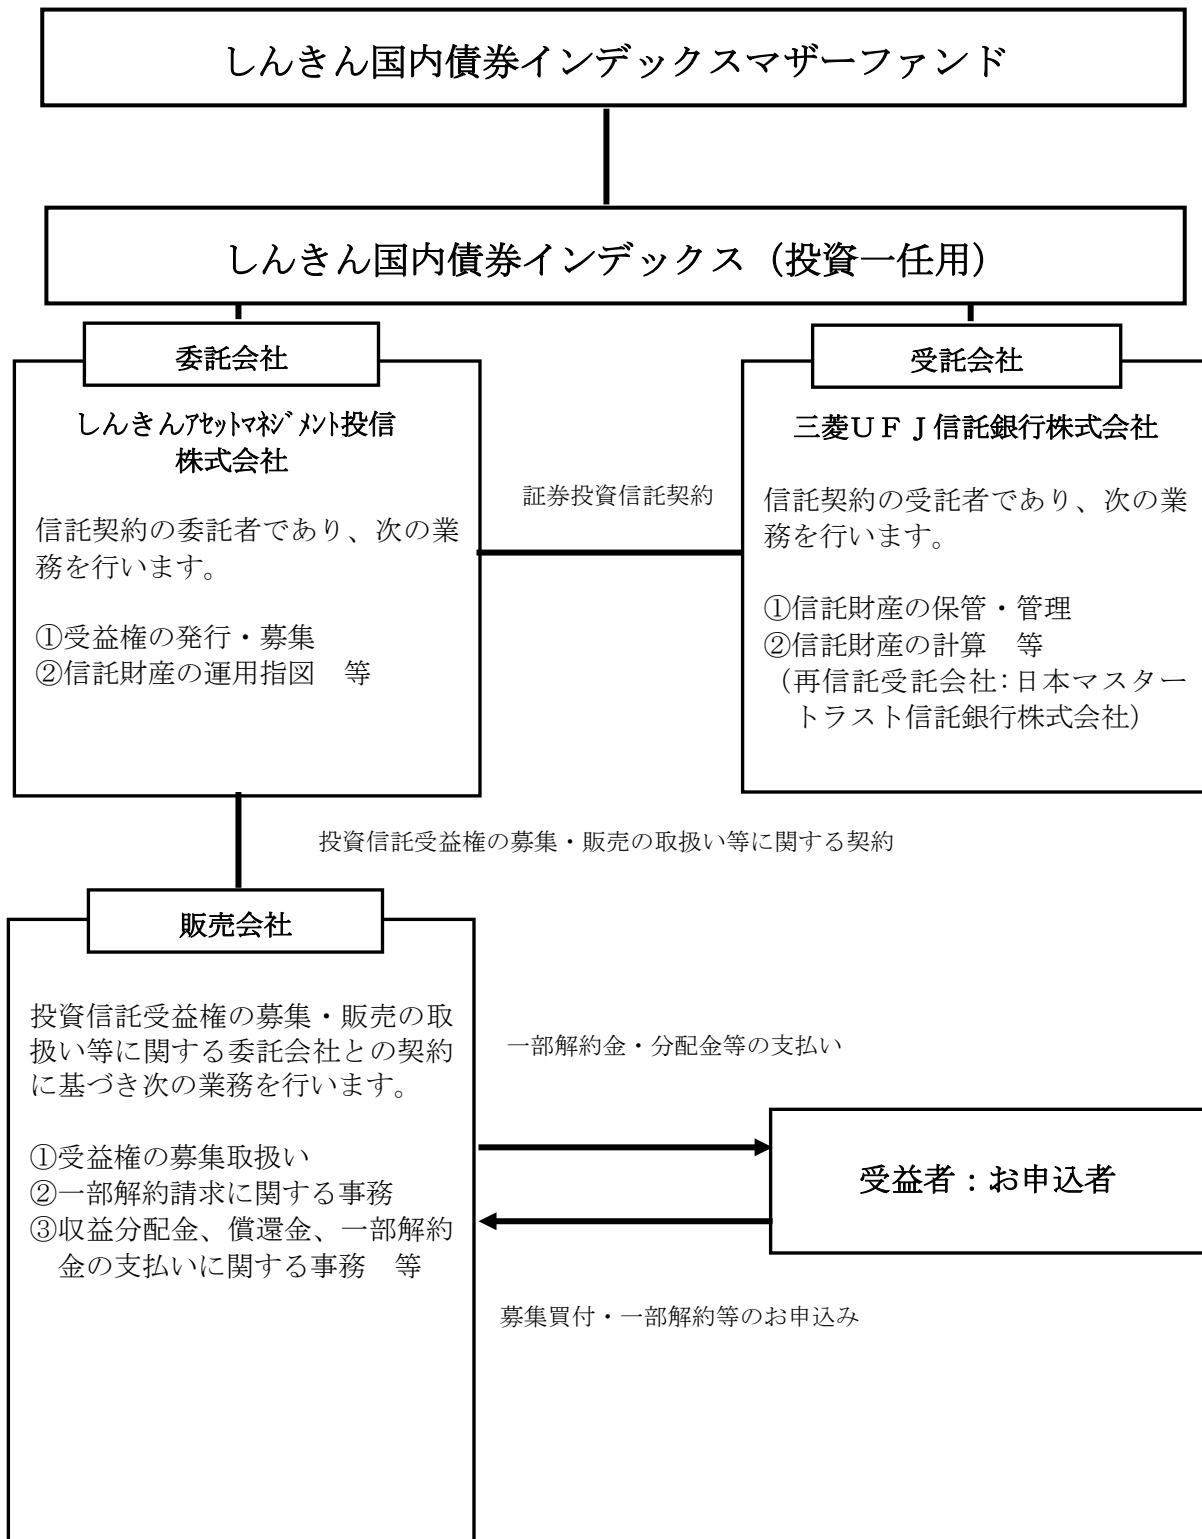 しんきん国内債券インデックスマザーファンド
しんきん国内債券インデックス（投資一任用）
委託会社
しんきんｱｾｯﾄﾏﾈｼﾞﾒﾝﾄ投信
株式会社
信託契約の委託者であり、次の業
務を行います。
①受益権の発行・募集
②信託財産の運用指図　等
証券投資信託契約
受託会社
三菱ＵＦＪ信託銀行株式会社
信託契約の受託者であり、次の業
務を行います。
①信託財産の保管・管理
②信託財産の計算　等
（再信託受託会社：日本マスター
トラスト信託銀行株式会社）
投資信託受益権の募集・販売の取扱い等に関する契約
販売会社
投資信託受益権の募集・販売の取
扱い等に関する委託会社との契約
に基づき次の業務を行います。
①受益権の募集取扱い
②一部解約請求に関する事務
③収益分配金、償還金、一部解約
金の支払いに関する事務　等
一部解約金・分配金等の支払い
受益者：お申込者
募集買付・一部解約等のお申込み